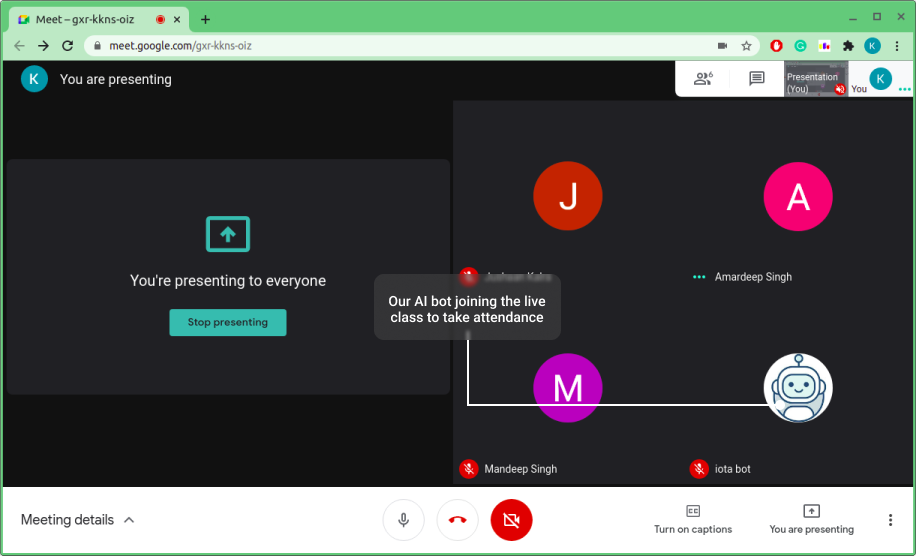 Meet – gxr-kkns-oiz
meet.google.com/gxr-kkns-oiz
K
K
You are presenting
6
Presentation
(You)
You
K
J
A
You're presenting to everyone
Amardeep Singh
Our AI bot joining the live
class to take attendance
Stop presenting
M
Mandeep Singh
iota bot
Meeting details
CC
Turn on captions
You are presenting